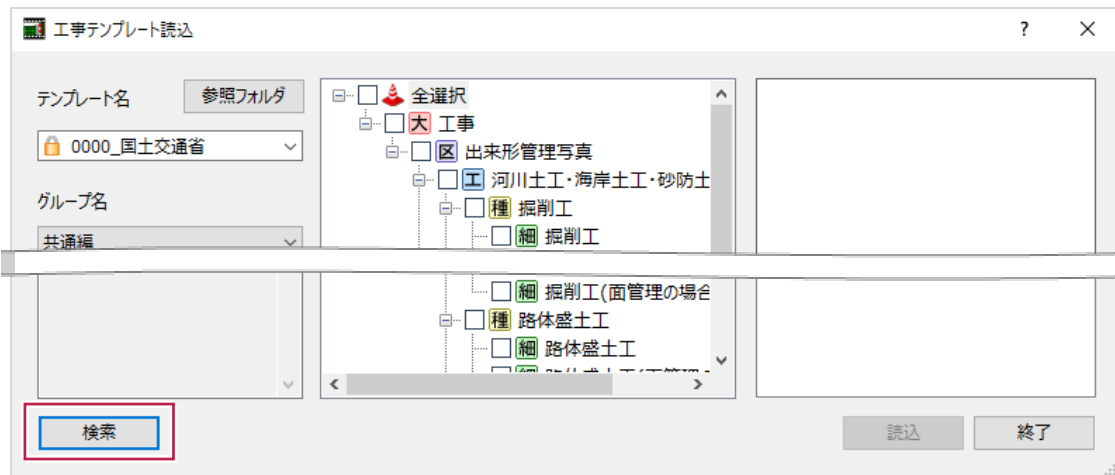 工事テンプレート読込
? ×
テンプレート名
参照フォルダ
0000_国土交通省
グループ名
共通編
全選択
大 工事
区 出来形管理写真
工 河川土工・海岸土工・砂防土
種 掘削工
細 掘削工
細 掘削工(面管理の場合
種 路体盛土工
細 路体盛土工
検索
読込
終了